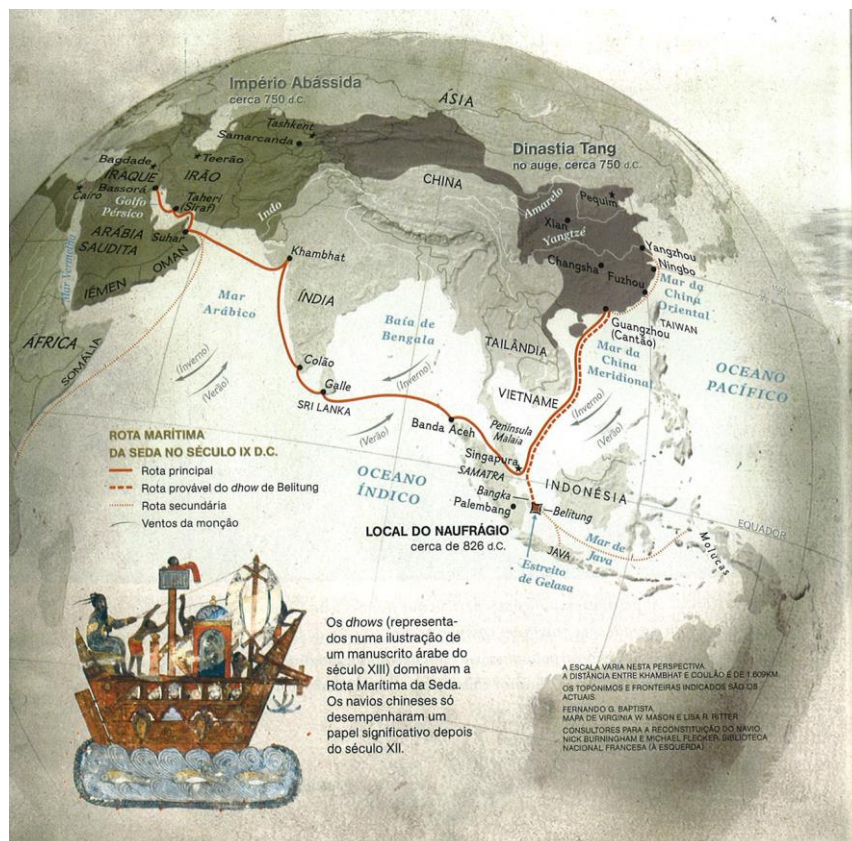 Império Abássida
cerca 750 d.C.
ÁSIA
Tashkent
Samarcanda
Dinastia Tang
no auge, cerca 750 d.C.
Bagdade
Teerão
IRAQUE
IRÃO
Bassorá
Cairo
Golfo
Pérsico
Taheri
(Siraf)
Indo
CHINA
Amarelo
Pequim
Xian
Yangtzé
ARÁBIA
SAUDITA
Suhar
OMAN
IÉMEN
Mar Vermelho
Khambhat
Yangzhou
Ningbo
Changsha
Fuzhou
Mar da
China
Oriental
TAIWAN
Guangzhou
(Cantão)
Mar
Arábico
ÍNDIA
Baía de
Bengala
TAILÂNDIA
Mar da
China
Meridional
OCEANO
PACÍFICO
ÁFRICA
SOMÁLIA
(Inverno)
(Verão)
Colão
Galle
SRI LANKA
(Inverno)
(Verão)
VIETNAME
(Inverno)
(Verão)
Banda Aceh
Península
Malaia
Singapura
SAMATRA
INDONÉSIA
Bangka
Palembang
Belitung
EQUADOR
OCEANO
ÍNDICO
LOCAL DO NAUFRÁGIO
cerca de 826 d.C.
Mar de
Java
JAVA
Molucas
Estreito
de Gelasa
ROTA MARÍTIMA
DA SEDA NO SÉCULO IX D.C.
Rota principal
Rota provável do dhow de Belitung
Rota secundária
Ventos da monção
Os dhows (representa-
dos numa ilustração de
um manuscrito árabe do
século XIII) dominavam a
Rota Marítima da Seda.
Os navios chineses só
desempenharam um
papel significativo depois
do século XII.
A ESCALA VARIA NESTA PERSPECTIVA.
A DISTÂNCIA ENTRE KHAMBHAT E COULÃO É DE 1.609KM.
OS TOPÓNIMOS E FRONTEIRAS INDICADOS SÃO OS
ACTUAIS.
FERNANDO G. BAPTISTA,
MAPA DE VIRGINIA W. MASON E LISA R. RITTER
CONSULTORES PARA A RECONSTITUIÇÃO DO NAVIO:
NICK BURNINGHAM E MICHAEL FLECKER. BIBLIOTECA
NACIONAL FRANCESA (À ESQUERDA)